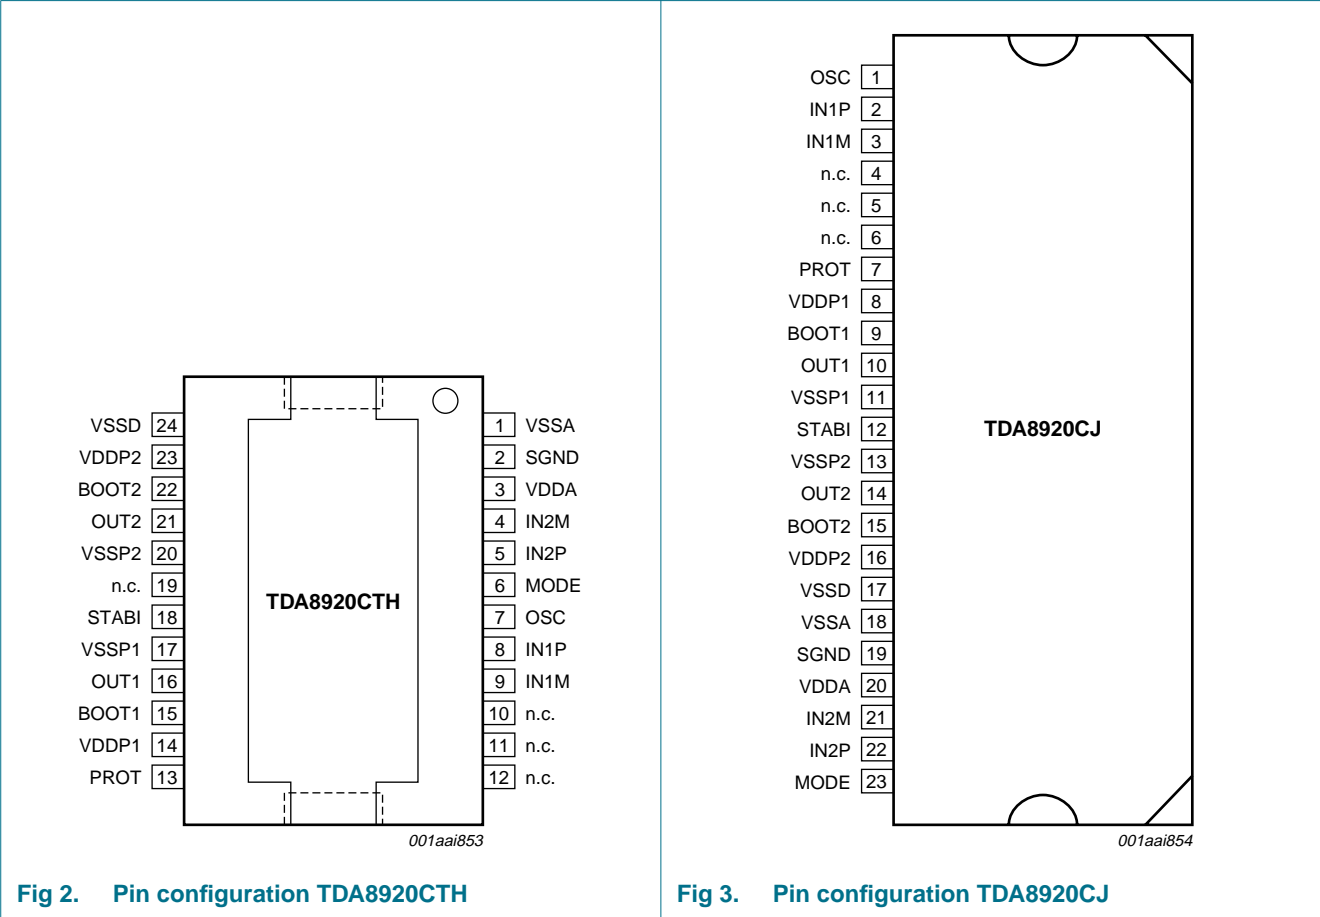 VSSD 24
VDDP2 23
BOOT2 22
OUT2 21
VSSP2 20
n.c. 19
STABI 18
VSSP1 17
OUT1 16
BOOT1 15
VDDP1 14
PROT 13
TDA8920CTH
1 VSSA
2 SGND
3 VDDA
4 IN2M
5 IN2P
6 MODE
7 OSC
8 IN1P
9 IN1M
10 n.c.
11 n.c.
12 n.c.
001aai853
Fig 2. Pin configuration TDA8920CTH
OSC 1
IN1P 2
IN1M 3
n.c. 4
n.c. 5
n.c. 6
PROT 7
VDDP1 8
BOOT1 9
OUT1 10
VSSP1 11
STABI 12
VSSP2 13
OUT2 14
BOOT2 15
VDDP2 16
VSSD 17
VSSA 18
SGND 19
VDDA 20
IN2M 21
IN2P 22
MODE 23
TDA8920CJ
001aai854
Fig 3. Pin configuration TDA8920CJ